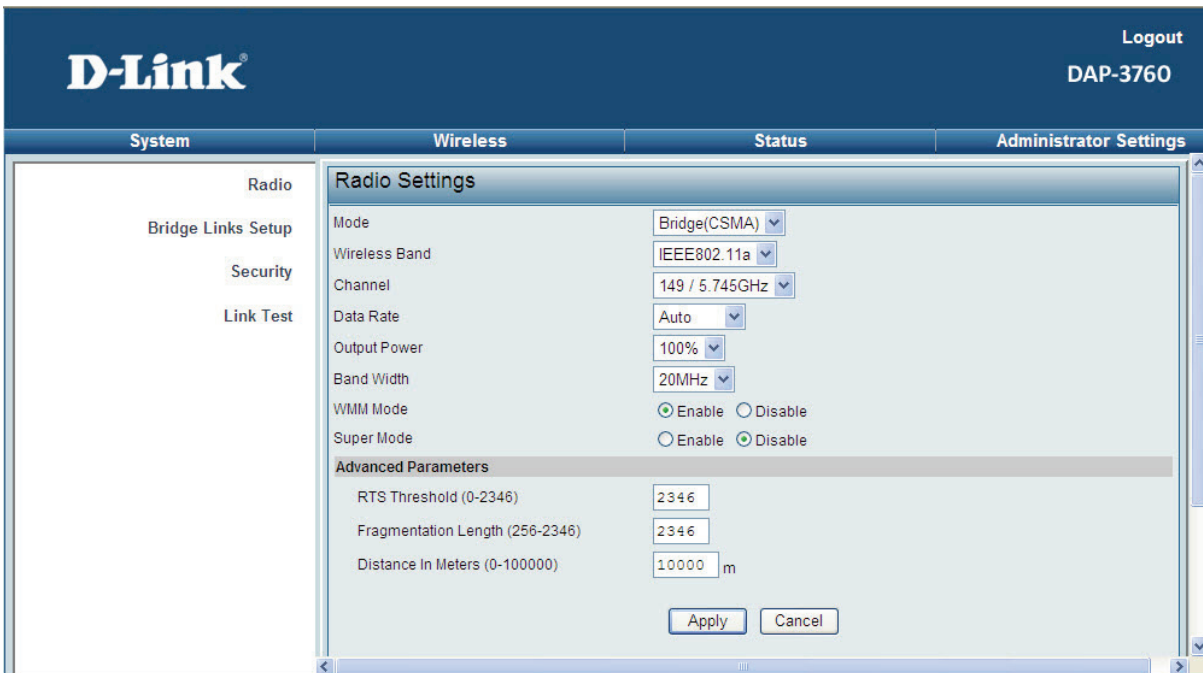 Logout
D-Link®
DAP-3760
System Wireless Status Administrator Settings
Radio
Bridge Links Setup
Security
Link Test
Radio Settings
Mode Bridge(CSMA)
Wireless Band IEEE802.11a
Channel 149 / 5.745GHz
Data Rate Auto
Output Power 100%
Band Width 20MHz
WMM Mode Enable Disable
Super Mode Enable Disable
Advanced Parameters
RTS Threshold (0-2346) 2346
Fragmentation Length (256-2346) 2346
Distance In Meters (0-100000) 10000 m
Apply Cancel